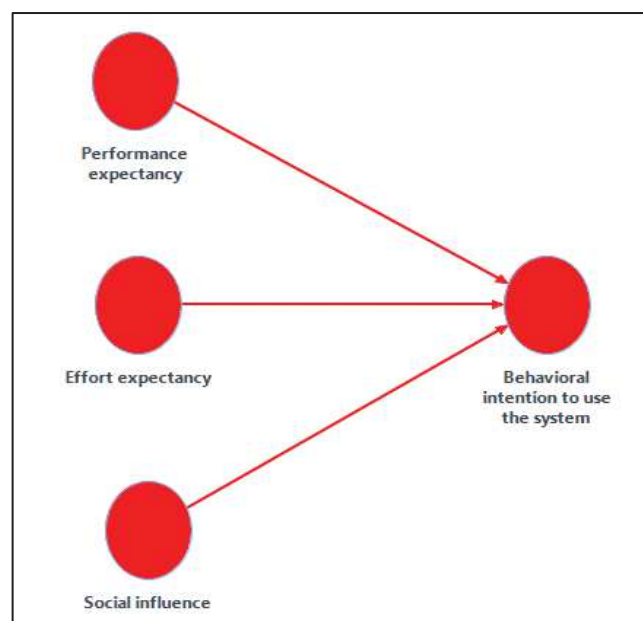 Performance
expectancy
Effort expectancy
Behavioral
intention to use
the system
Social influence